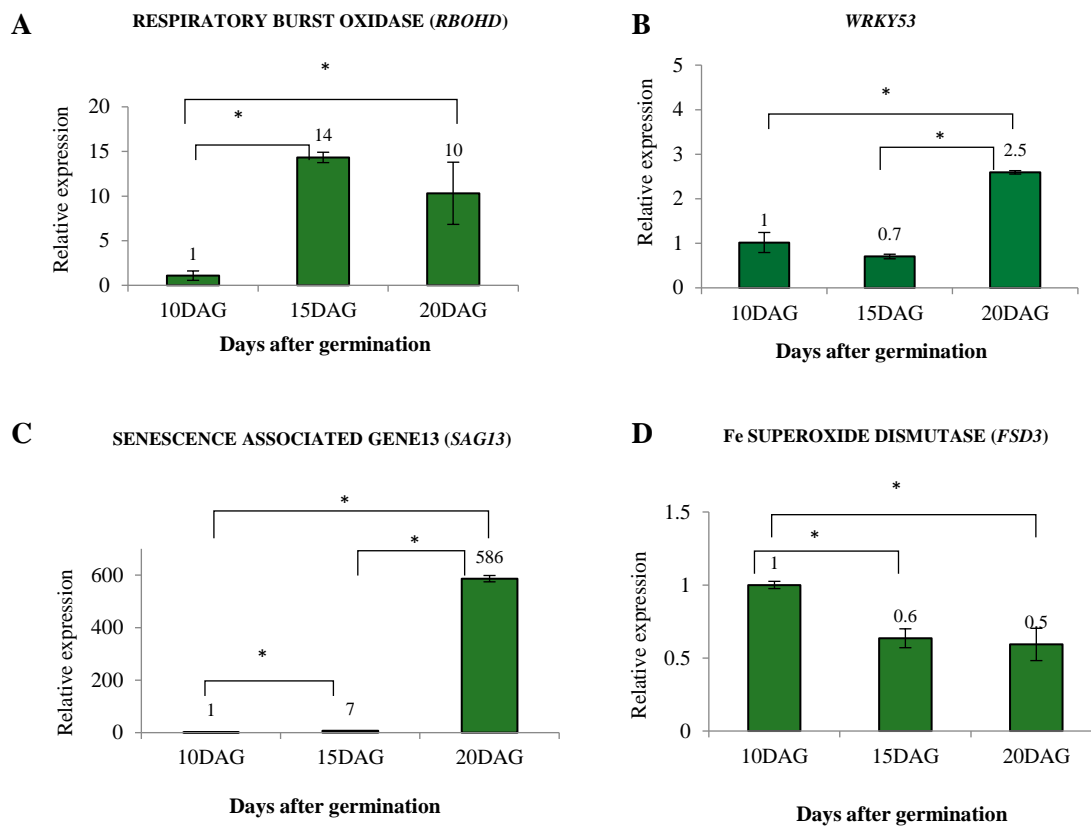 A
RESPIRATORY BURST OXIDASE (RBOHD)
*
*
20
15
10
5
0
Relative expression
1
14
10
10DAG 15DAG 20DAG
Days after germination
B
WRKY53
5
4
3
2
1
0
Relative expression
*
*
1
0.7
2.5
10DAG 15DAG 20DAG
Days after germination
C
SENESCENCE ASSOCIATED GENE13 (SAG13)
*
*
*
600
400
200
0
Relative expression
1
7
586
10DAG 15DAG 20DAG
Days after germination
D
Fe SUPEROXIDE DISMUTASE (FSD3)
*
*
1.5
1
0.5
0
Relative expression
1
0.6
0.5
10DAG 15DAG 20DAG
Days after germination